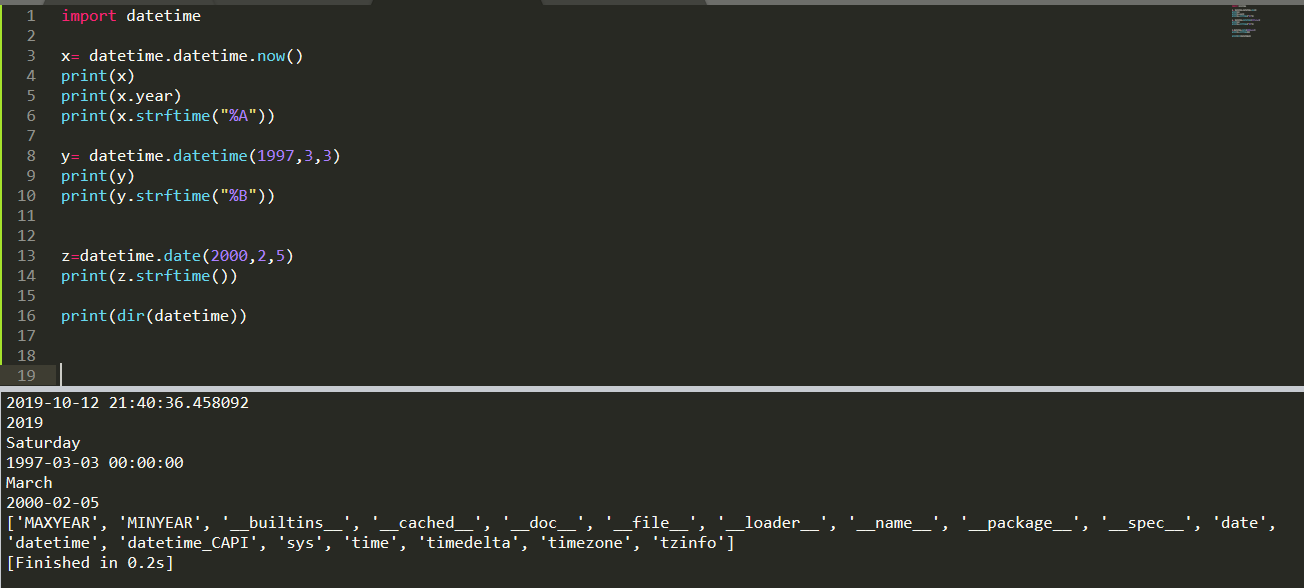 1 import datetime
2
3 x= datetime.datetime.now()
4 print(x)
5 print(x.year)
6 print(x.strftime("%A"))
7
8 y= datetime.datetime(1997,3,3)
9 print(y)
10 print(y.strftime("%B"))
11
12
13 z=datetime.date(2000,2,5)
14 print(z.strftime())
15
16 print(dir(datetime))
17
18
19
2019-10-12 21:40:36.458092
2019
Saturday
1997-03-03 00:00:00
March
2000-02-05
['MAXYEAR', 'MINYEAR', '__builtins__', '__cached__', '__doc__', '__file__', '__loader__', '__name__', '__package__', '__spec__', 'date',
'datetime', 'datetime_CAPI', 'sys', 'time', 'timedelta', 'timezone', 'tzinfo']
[Finished in 0.2s]